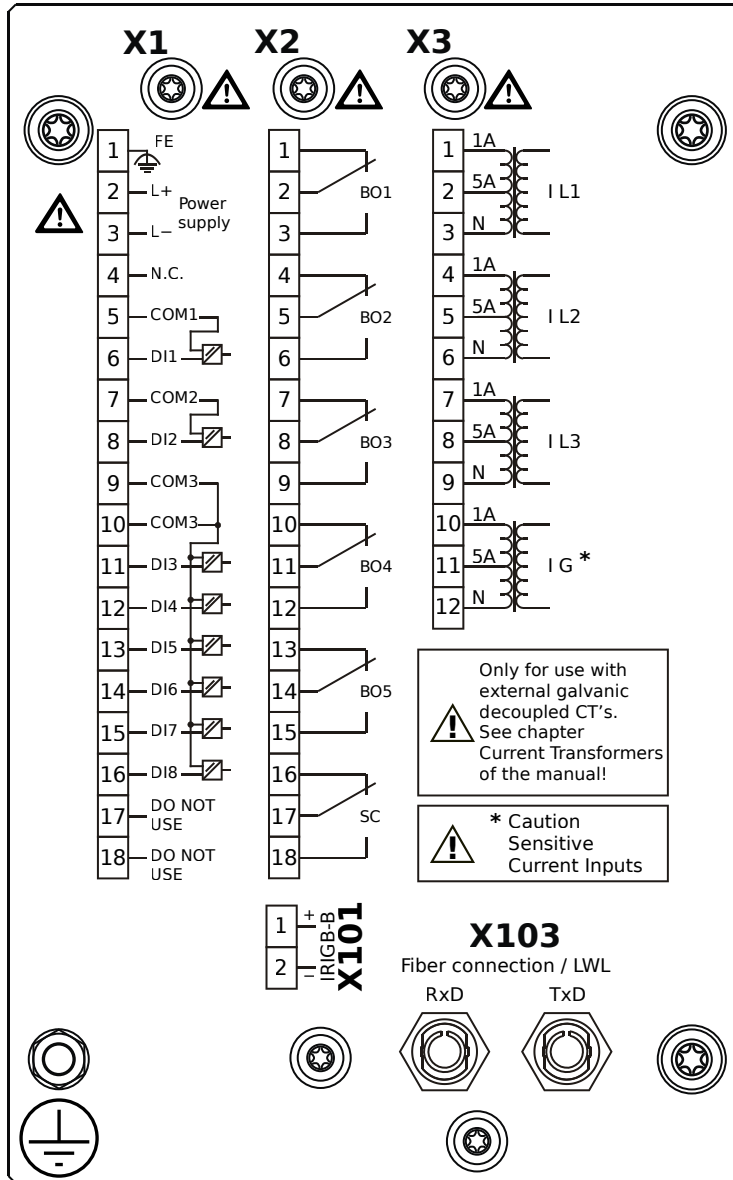 X1 X2 X3
1 FE
2 L+ Power
supply
3 L−
4 N.C.
5 COM1
6 DI1
7 COM2
8 DI2
9 COM3
10 COM3
11 DI3
12 DI4
13 DI5
14 DI6
15 DI7
16 DI8
17 DO NOT
USE
18 DO NOT
USE
1
2 BO1
3
4
5 BO2
6
7
8 BO3
9
10
11 BO4
12
13
14 BO5
15
16
17 SC
18
1 1A
2 5A I L1
3 N
4 1A
5 5A I L2
6 N
7 1A
8 5A I L3
9 N
10 1A
11 5A I G *
12 N
Only for use with
external galvanic
decoupled CT's.
See chapter
Current Transformers
of the manual!
* Caution
Sensitive
Current Inputs
1 +
2 −
IRIGB-B
X101
X103
Fiber connection / LWL
RxD TxD